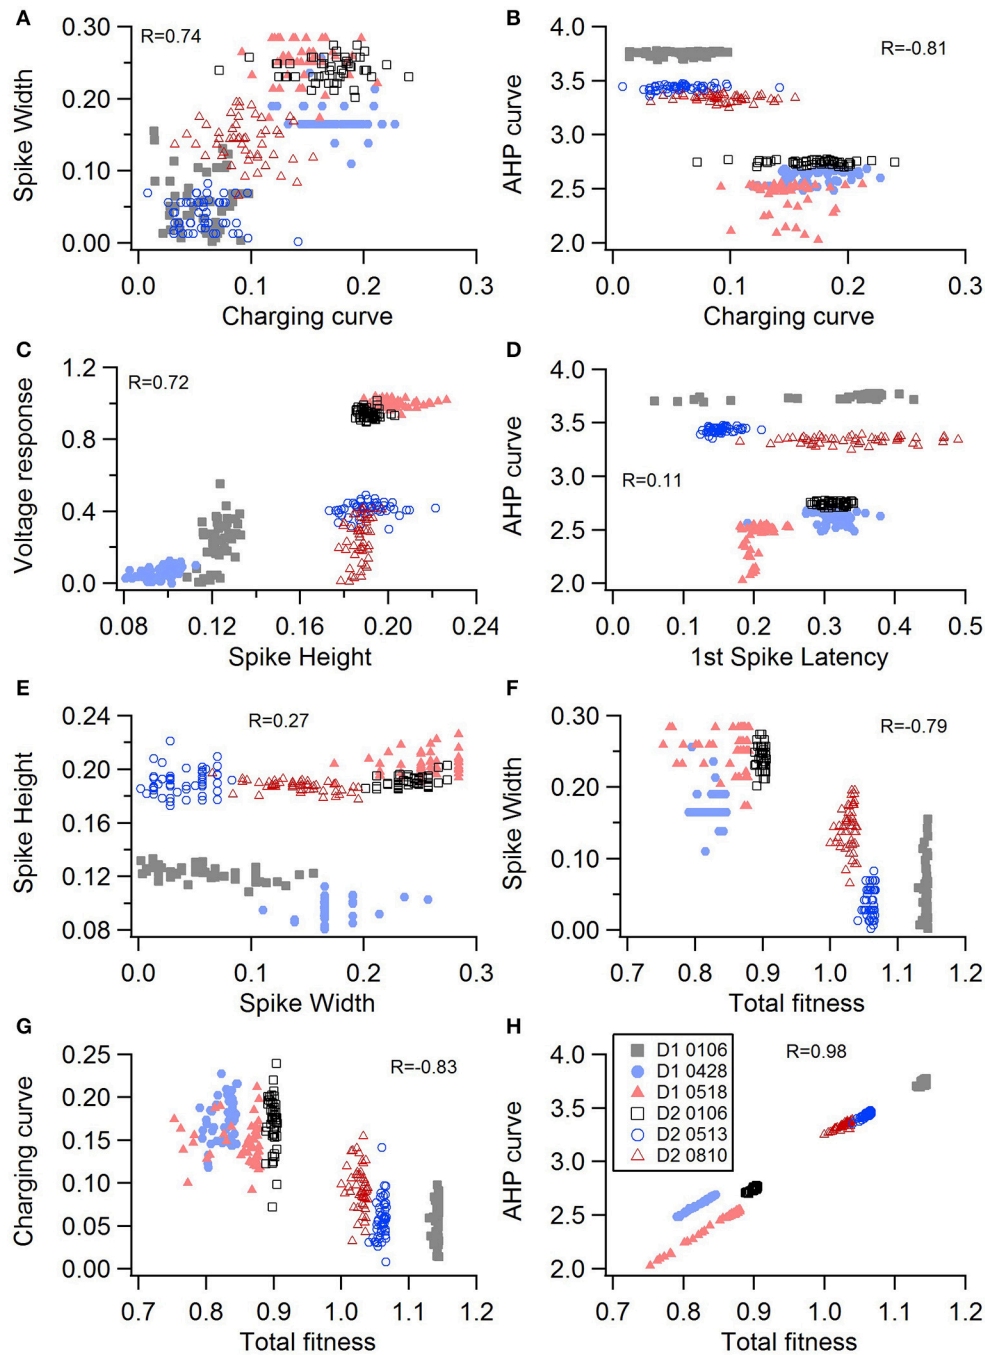 A
R=0.74
Spike Width
0.30
0.20
0.10
0.00
0.0 0.1 0.2 0.3
Charging curve
B
R=-0.81
AHP curve
4.0
3.5
3.0
2.5
2.0
0.0 0.1 0.2 0.3
Charging curve
C
R=0.72
Voltage response
1.2
0.8
0.4
0.0
0.08 0.12 0.16 0.20 0.24
Spike Height
D
R=0.11
AHP curve
4.0
3.5
3.0
2.5
2.0
0.0 0.1 0.2 0.3 0.4 0.5
1st Spike Latency
E
R=0.27
Spike Height
0.24
0.20
0.16
0.12
0.08
0.0 0.1 0.2 0.3
Spike Width
F
R=-0.79
Spike Width
0.30
0.20
0.10
0.00
0.7 0.8 0.9 1.0 1.1 1.2
Total fitness
G
R=-0.83
Charging curve
0.25
0.20
0.15
0.10
0.05
0.00
0.7 0.8 0.9 1.0 1.1 1.2
Total fitness
H
R=0.98
D1 0106
D1 0428
D1 0518
D2 0106
D2 0513
D2 0810
AHP curve
4.0
3.5
3.0
2.5
2.0
0.7 0.8 0.9 1.0 1.1 1.2
Total fitness